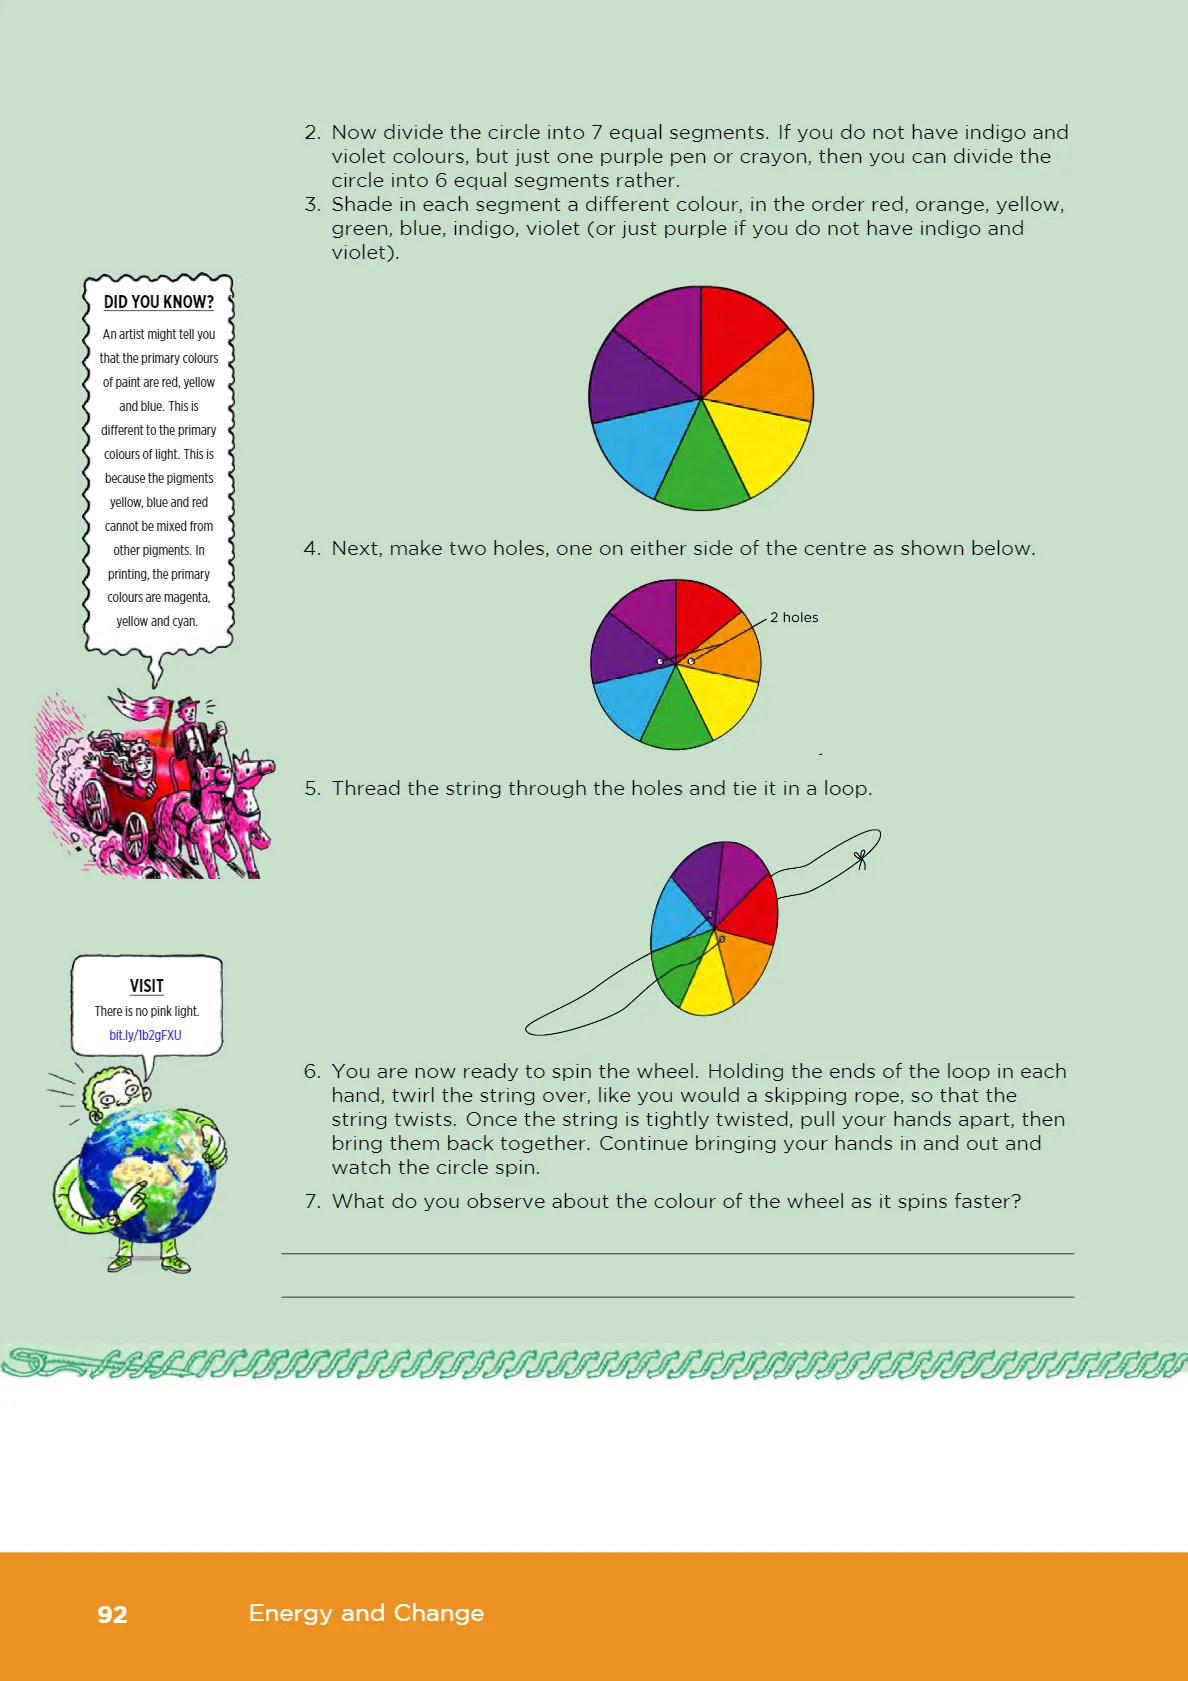 2. Now divide the circle into 7 equal segments. If you do not have indigo and
violet colours, but just one purple pen or crayon, then you can divide the
circle into 6 equal segments rather.
3. Shade in each segment a different colour, in the order red, orange, yellow,
green, blue, indigo, violet (or just purple if you do not have indigo and
violet).
DID YOU KNOW?
An artist might tell you
that the primary colours
of paint are red, yellow
and blue. This is
different to the primary
colours of light. This is
because the pigments
yellow, blue and red
cannot be mixed from
other pigments. In
printing, the primary
colours are magenta,
yellow and cyan.
4. Next, make two holes, one on either side of the centre as shown below.
2 holes
5. Thread the string through the holes and tie it in a loop.
VISIT
There is no pink light.
bit.ly/1b2gFXU
6. You are now ready to spin the wheel. Holding the ends of the loop in each
hand, twirl the string over, like you would a skipping rope, so that the
string twists. Once the string is tightly twisted, pull your hands apart, then
bring them back together. Continue bringing your hands in and out and
watch the circle spin.
7. What do you observe about the colour of the wheel as it spins faster?
92
Energy and Change